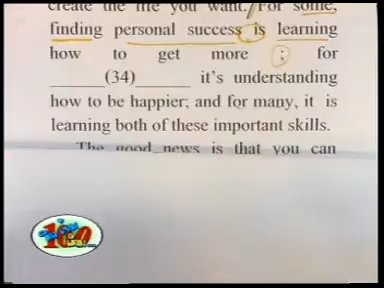 create the life you want. For some,
finding personal success is learning
how to get more ; for
______(34)______ it's understanding
how to be happier; and for many, it is
learning both of these important skills.
The good news is that you can
100